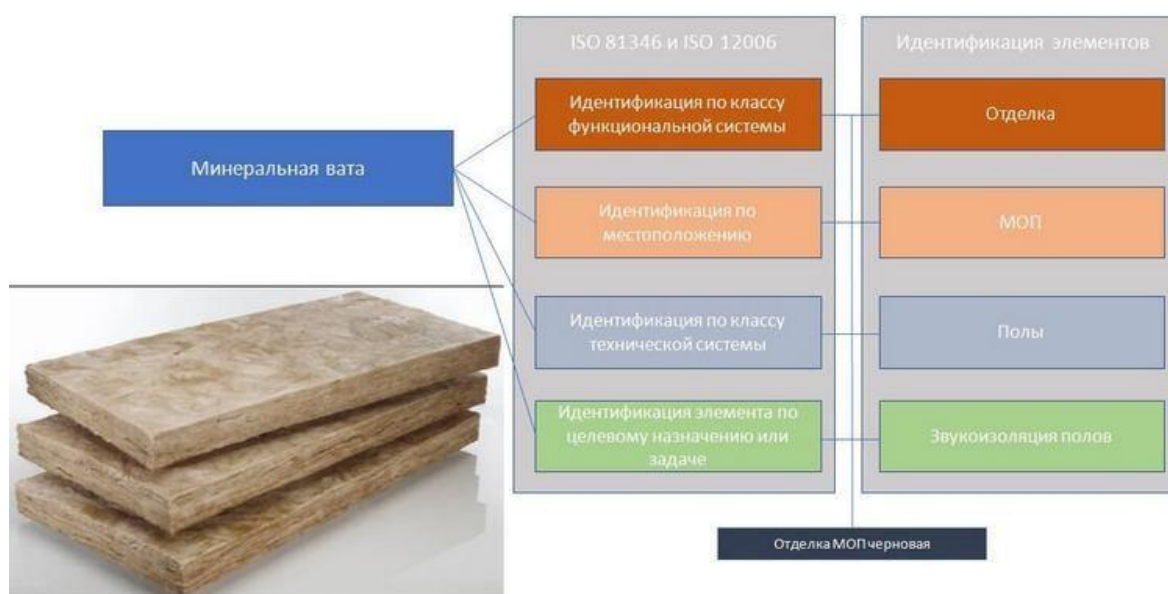 ISO 81346 и ISO 12006
Идентификация элементов
Минеральная вата
Идентификация по классу
функциональной системы
Отделка
Идентификация по
местоположению
МОП
Идентификация по классу
технической системы
Полы
Идентификация элемента по
целевому назначению или
задаче
Звукоизоляция полов
Отделка МОП черновая